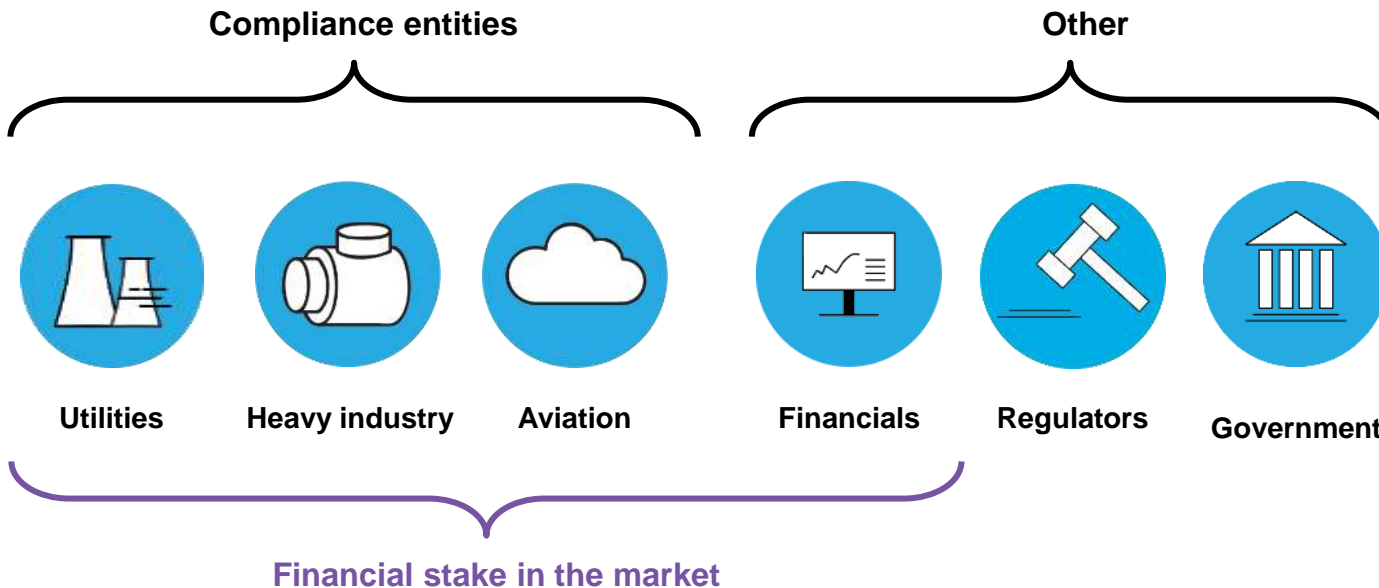 Compliance entities
Other
Utilities
Heavy industry
Aviation
Financials
Regulators
Government
Financial stake in the market